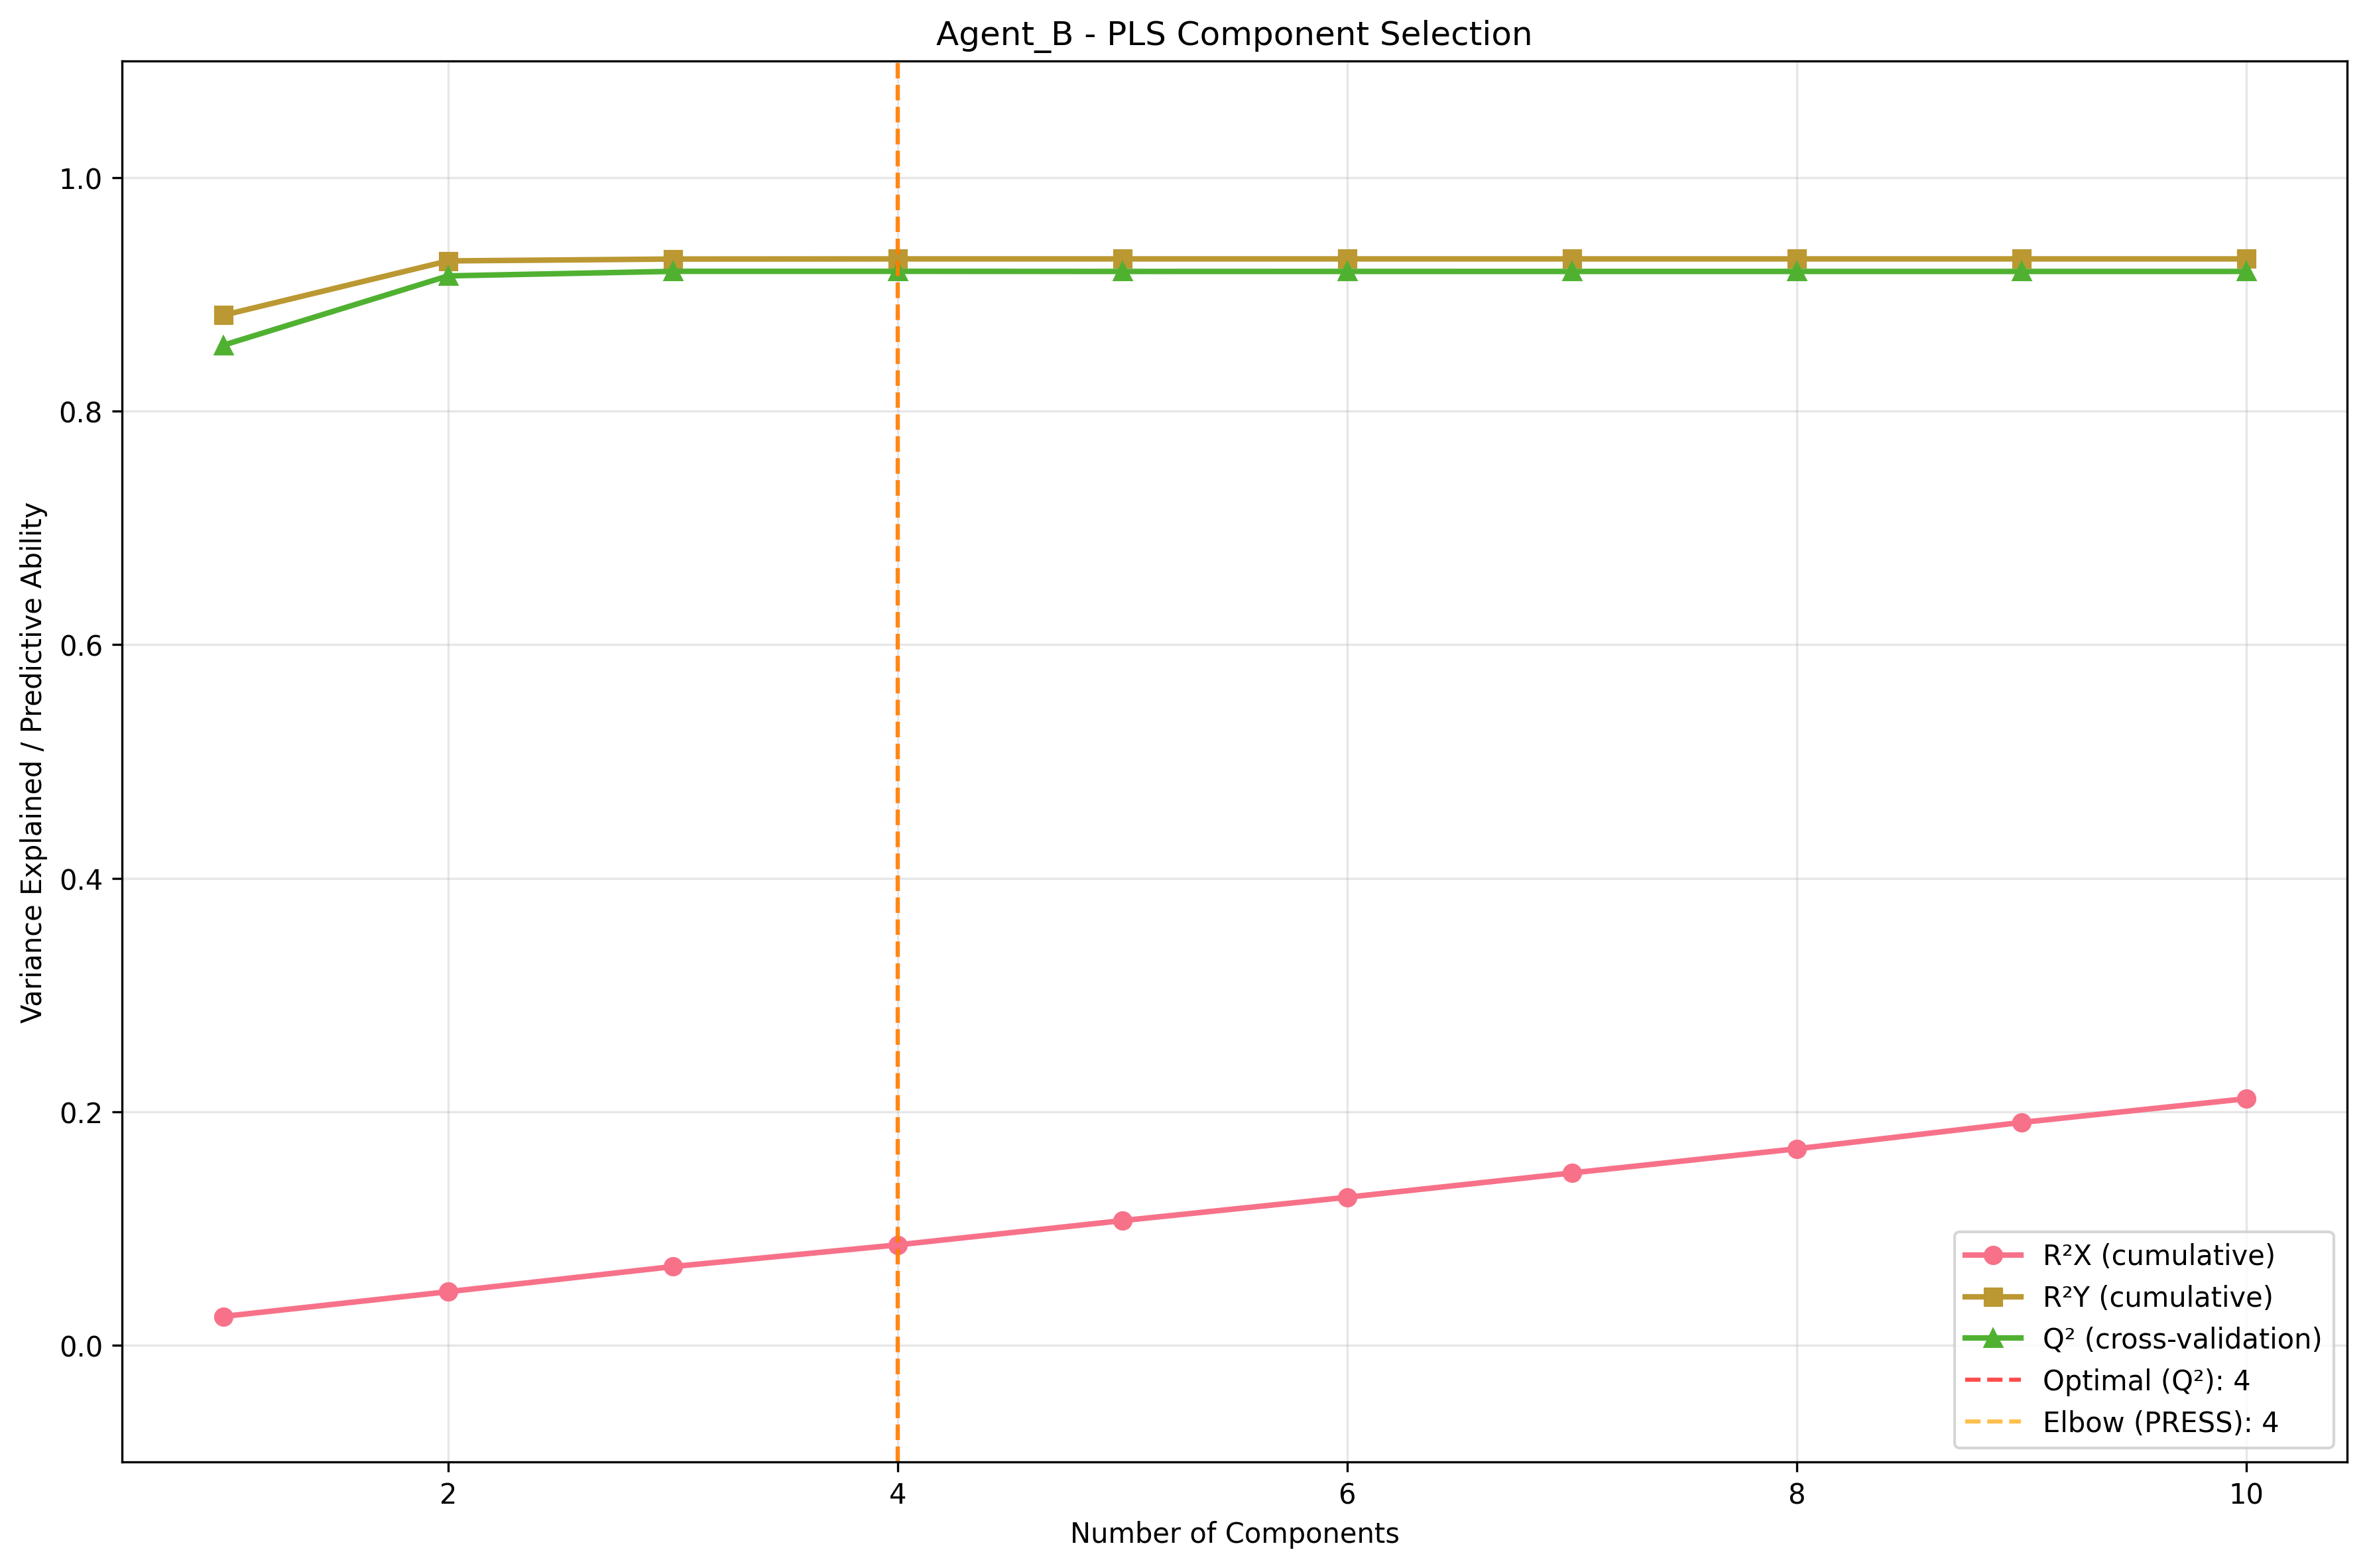 Agent_B - PLS Component Selection
Variance Explained / Predictive Ability
1.0
0.8
0.6
0.4
0.2
0.0
2
4
6
8
10
Number of Components
R²X (cumulative)
R²Y (cumulative)
Q² (cross-validation)
Optimal (Q²): 4
Elbow (PRESS): 4